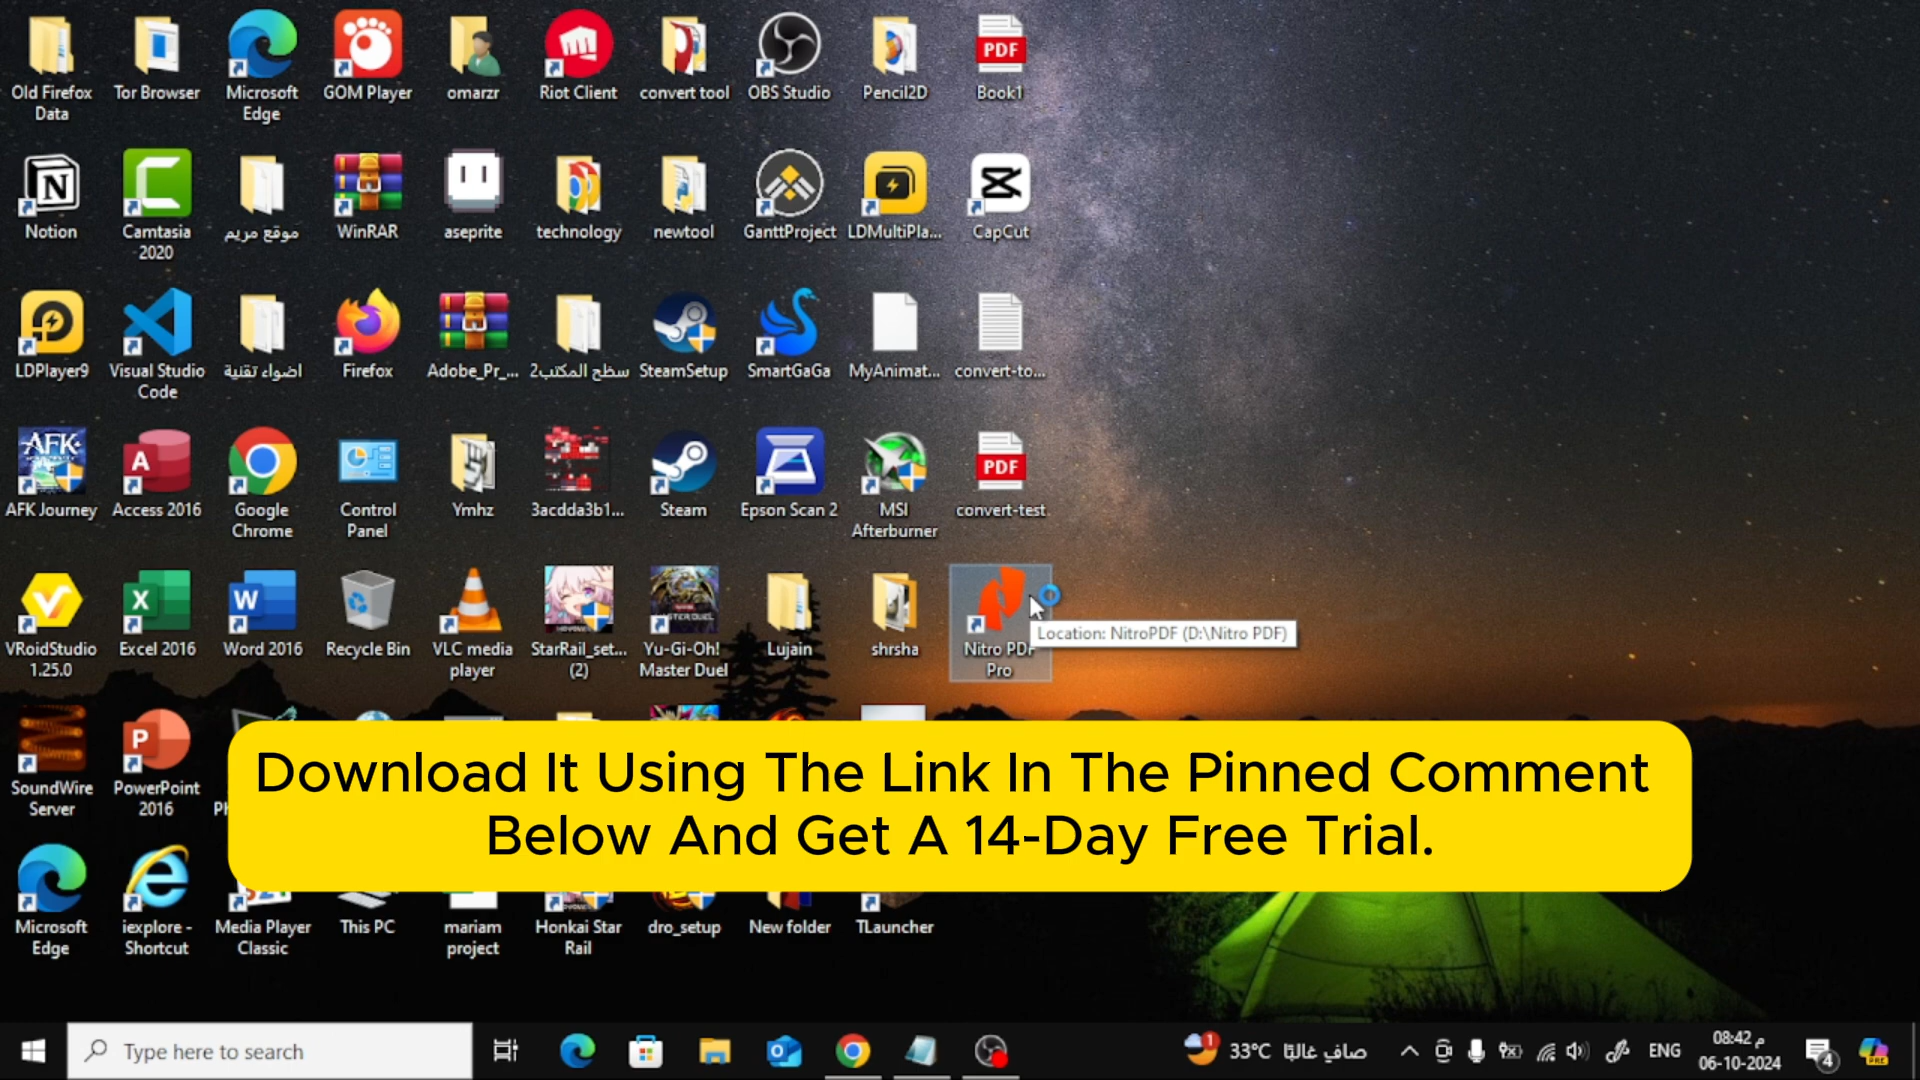 Old Firefox
Data
Tor Browser
Microsoft
Edge
GOM Player
omarzr
Riot Client
convert tool
OBS Studio
Pencil2D
PDF
Book1
Notion
Camtasia
2020
موقع مريم
WinRAR
aseprite
technology
newtool
GanttProject
LDMultiPla...
CapCut
LDPlayer9
Visual Studio
Code
اضواء تقنية
Firefox
Adobe_Pr_...
سطح المكتب2
SteamSetup
SmartGaGa
MyAnimat...
convert-to...
AFK
AFK Journey
Access 2016
Google
Chrome
Control
Panel
Ymhz
3acdda3b1...
Steam
Epson Scan 2
MSI
Afterburner
PDF
convert-test
VRoidStudio
1.25.0
Excel 2016
Word 2016
Recycle Bin
VLC media
player
StarRail_set...
(2)
Yu-Gi-Oh!
Master Duel
Lujain
shrsha
Nitro PDF
Pro
Location: NitroPDF (D:\Nitro PDF)
SoundWire
Server
PowerPoint
2016
Download It Using The Link In The Pinned Comment
Below And Get A 14-Day Free Trial.
Microsoft
Edge
iexplore -
Shortcut
Media Player
Classic
This PC
mariam
project
Honkai Star
Rail
dro_setup
New folder
TLauncher
Type here to search
1
33°C صافٍ غالبًا
ENG
08:42 م
06-10-2024
4
PRE